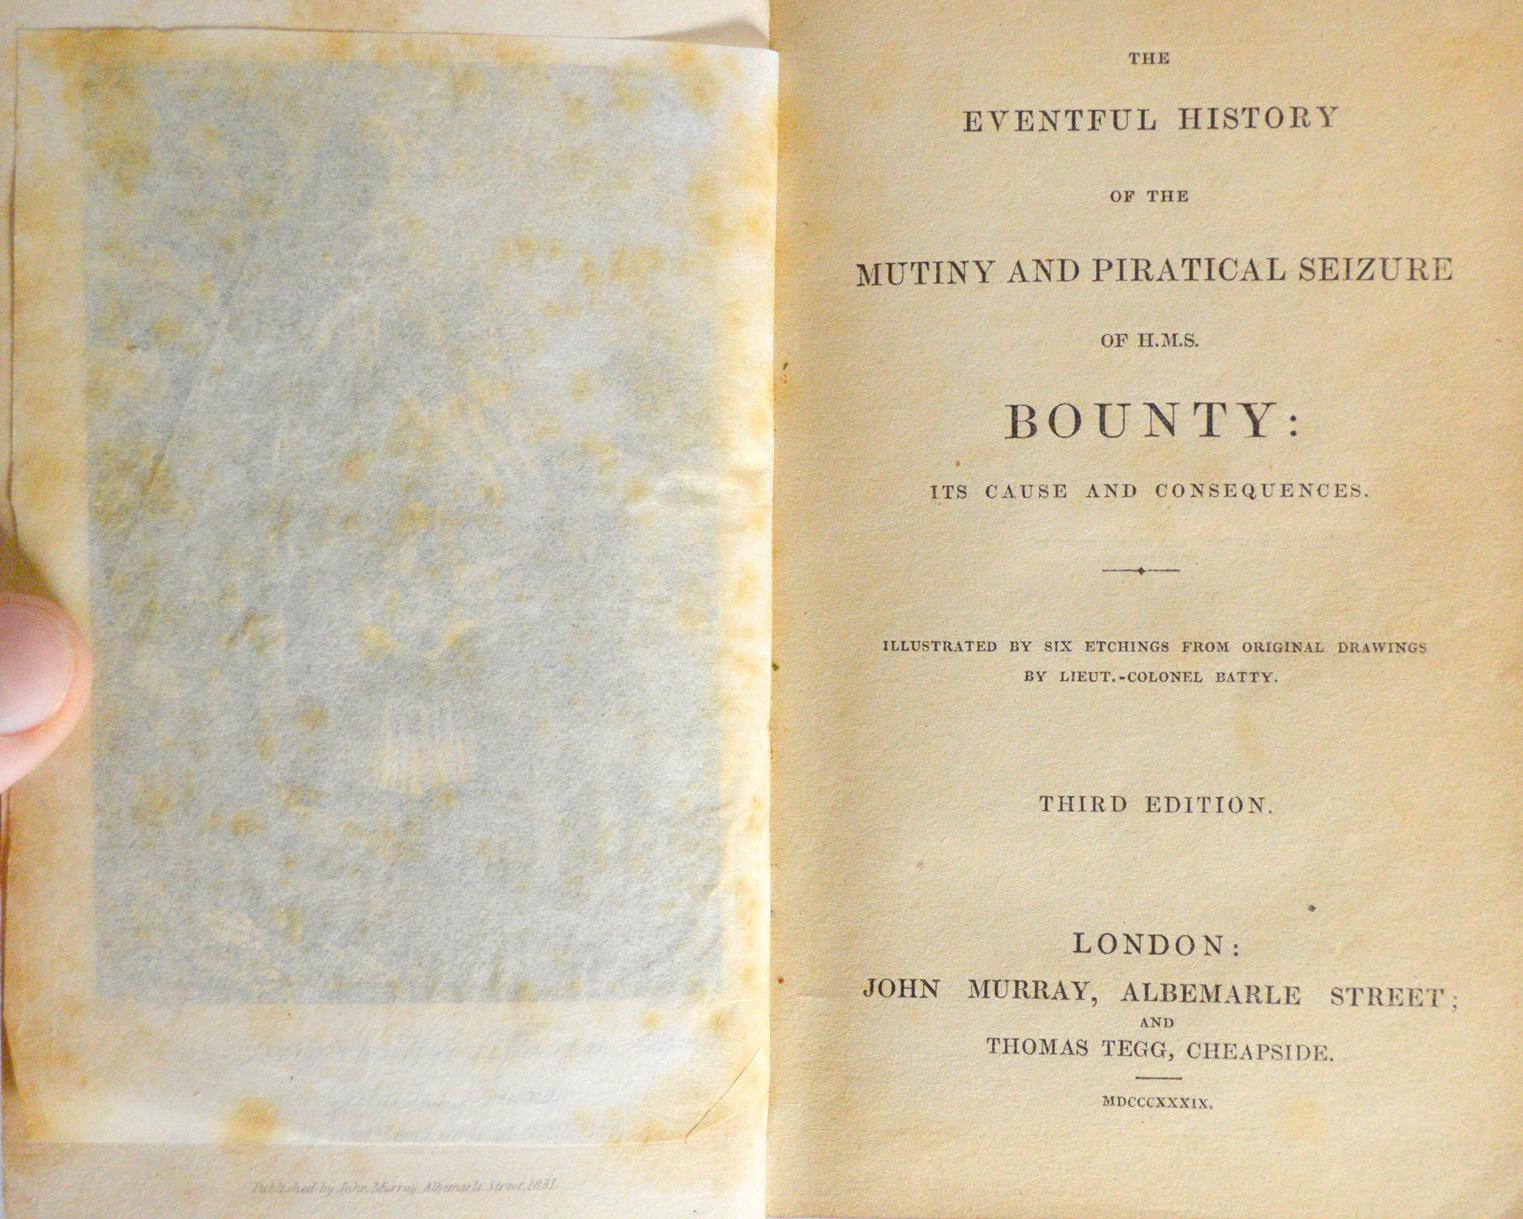 Published by John Murray, Albemarle Street, 1831
THE
EVENTFUL HISTORY
OF THE
MUTINY AND PIRATICAL SEIZURE
OF H.M.S.
BOUNTY:
ITS CAUSE AND CONSEQUENCES.
ILLUSTRATED BY SIX ETCHINGS FROM ORIGINAL DRAWINGS
BY LIEUT.-COLONEL BATTY.
THIRD EDITION.
LONDON:
JOHN MURRAY, ALBEMARLE STREET;
AND
THOMAS TEGG, CHEAPSIDE.
MDCCCXXXIX.